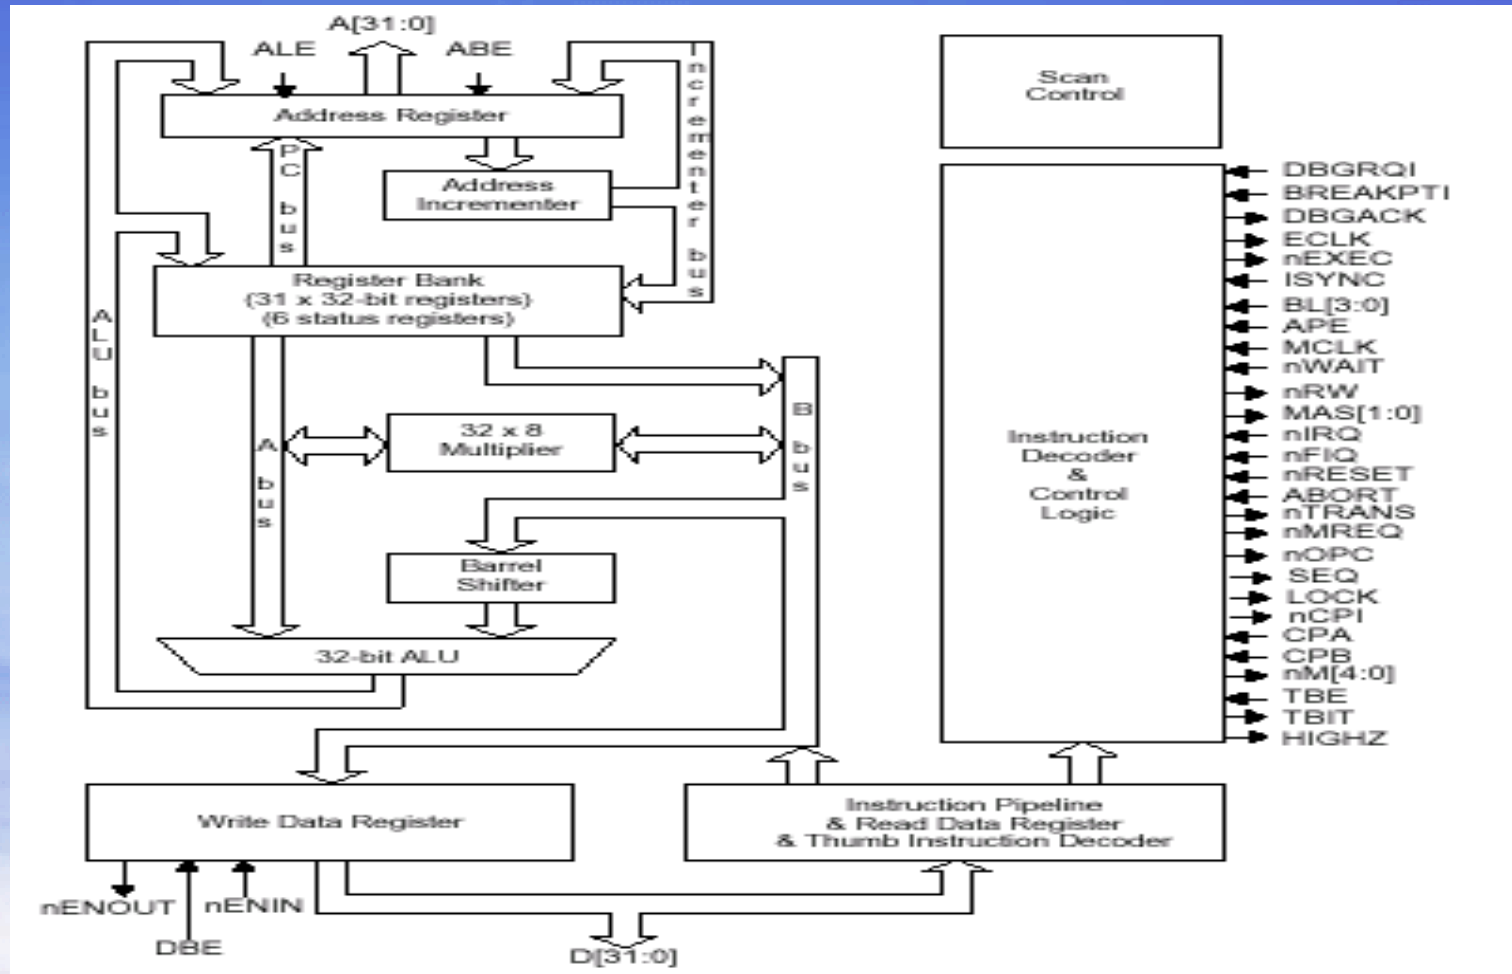 A[31:0]
ALE
ABE
Address Register
Incrementer bus
PC bus
Address
Incrementer
Register Bank
(31 x 32-bit registers)
(6 status registers)
ALU bus
A bus
32 x 8
Multiplier
B bus
Barrel
Shifter
32-bit ALU
Write Data Register
Instruction Pipeline
& Read Data Register
& Thumb Instruction Decoder
nENOUT
nENIN
DBE
D[31:0]
Scan
Control
Instruction
Decoder
&
Control
Logic
DBGRQI
BREAKPTI
DBGACK
ECLK
nEXEC
ISYNC
BL[3:0]
APE
MCLK
nWAIT
nRW
MAS[1:0]
nIRQ
nFIQ
nRESET
ABORT
nTRANS
nMREQ
nOPC
SEQ
LOCK
nCPI
CPA
CPB
nM[4:0]
TBE
TBIT
HIGHZ